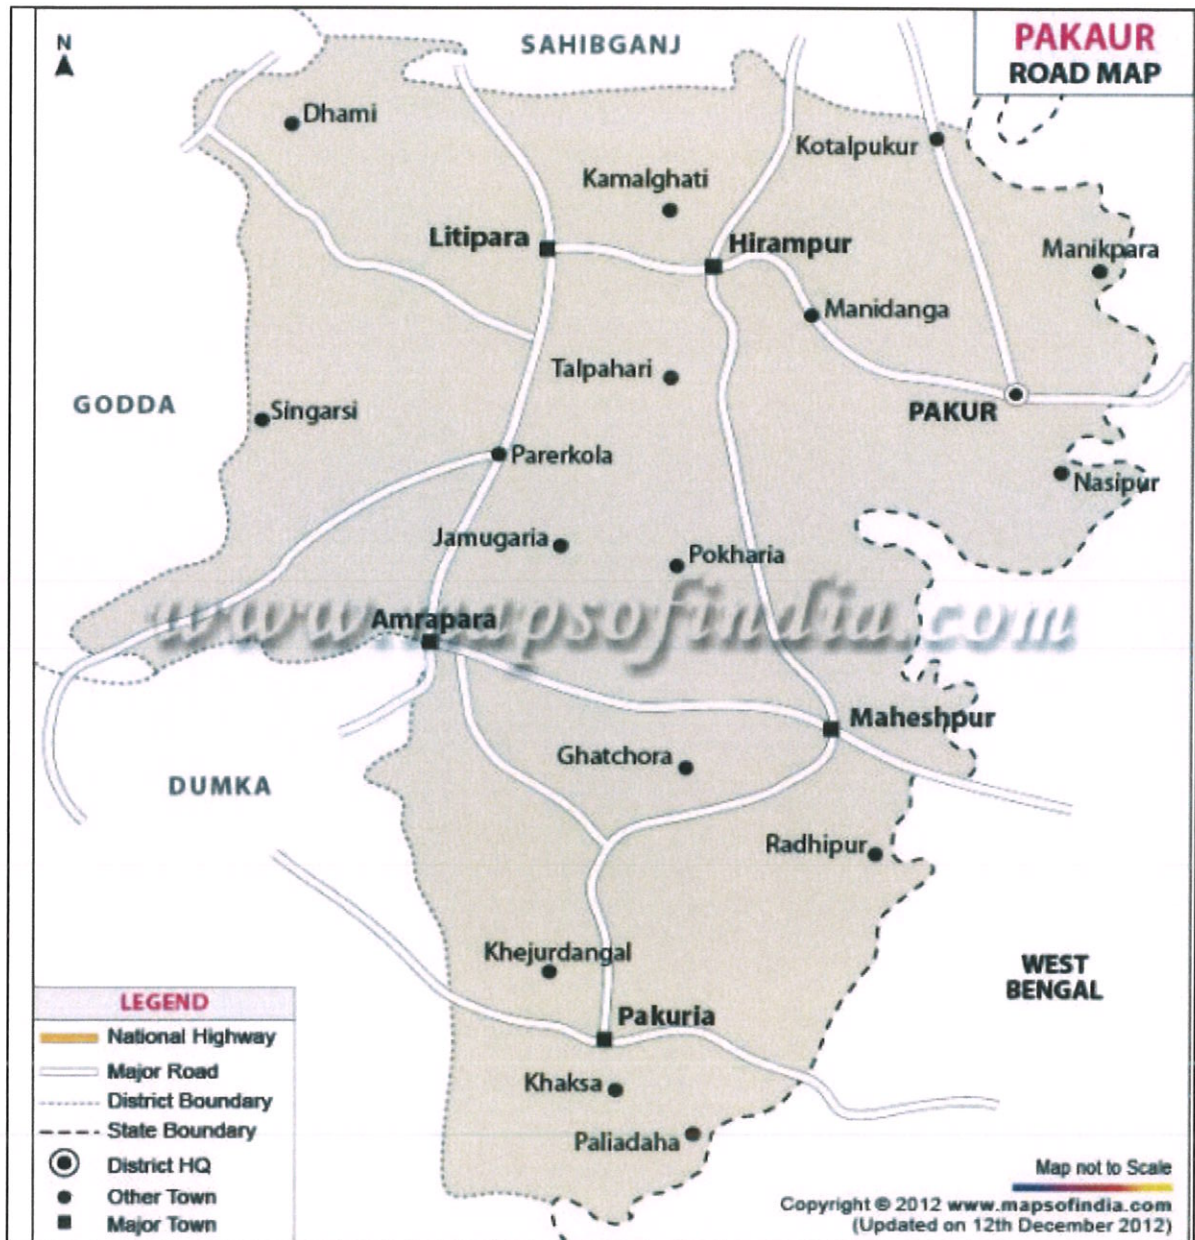 PAKAUR
ROAD MAP
N
SAHIBGANJ
Dhami
Kotalpukur
Kamalghati
Litipara
Hirampur
Manikpara
Manidanga
Talpahari
GODDA
Singarsi
PAKUR
Parerkola
Nasipur
Jamugaria
Pokharia
www.mapsofindia.com
Amrapara
Maheshpur
Ghatchora
DUMKA
Radhipur
Khejurdangal
WEST
BENGAL
Pakuria
Khaksa
Paliadaha
LEGEND
National Highway
Major Road
District Boundary
State Boundary
District HQ
Other Town
Major Town
Map not to Scale
Copyright © 2012 www.mapsofindia.com
(Updated on 12th December 2012)